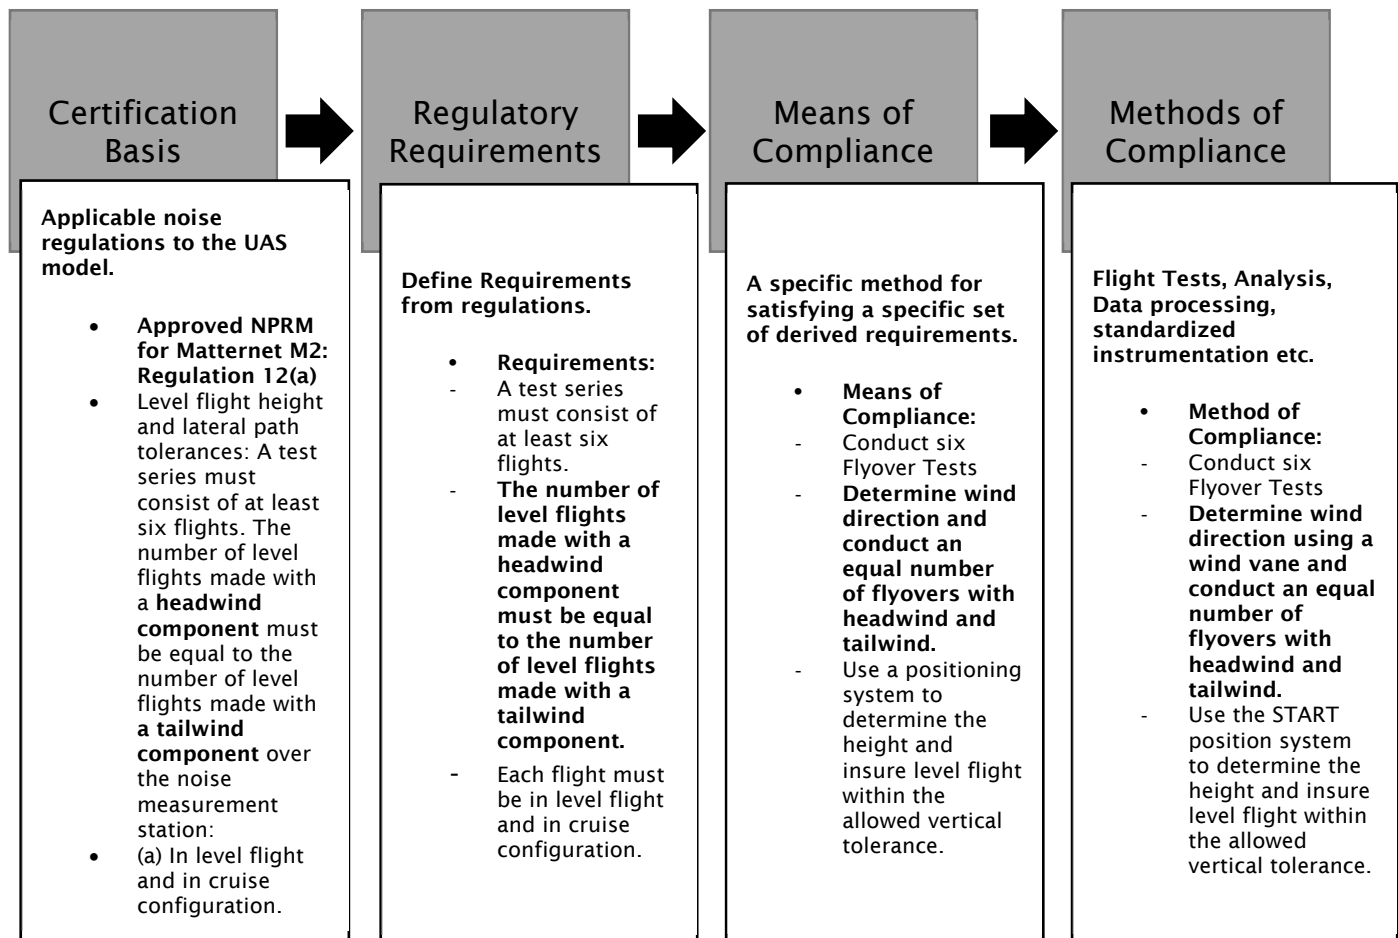 Certification
Basis
Applicable noise
regulations to the UAS
model.
• Approved NPRM
for Matternet M2:
Regulation 12(a)
• Level flight height
and lateral path
tolerances: A test
series must
consist of at least
six flights. The
number of level
flights made with
a headwind
component must
be equal to the
number of level
flights made with
a tailwind
component over
the noise
measurement
station:
• (a) In level flight
and in cruise
configuration.
Regulatory
Requirements
Define Requirements
from regulations.
• Requirements:
- A test series
must consist of
at least six
flights.
- The number of
level flights
made with a
headwind
component
must be equal
to the number
of level flights
made with a
tailwind
component.
- Each flight must
be in level flight
and in cruise
configuration.
Means of
Compliance
A specific method for
satisfying a specific set
of derived requirements.
• Means of
Compliance:
- Conduct six
Flyover Tests
- Determine wind
direction and
conduct an
equal number
of flyovers with
headwind and
tailwind.
- Use a positioning
system to
determine the
height and
insure level flight
within the
allowed vertical
tolerance.
Methods of
Compliance
Flight Tests, Analysis,
Data processing,
standardized
instrumentation etc.
• Method of
Compliance:
- Conduct six
Flyover Tests
- Determine wind
direction using a
wind vane and
conduct an equal
number of
flyovers with
headwind and
tailwind.
- Use the START
position system
to determine the
height and insure
level flight within
the allowed
vertical tolerance.